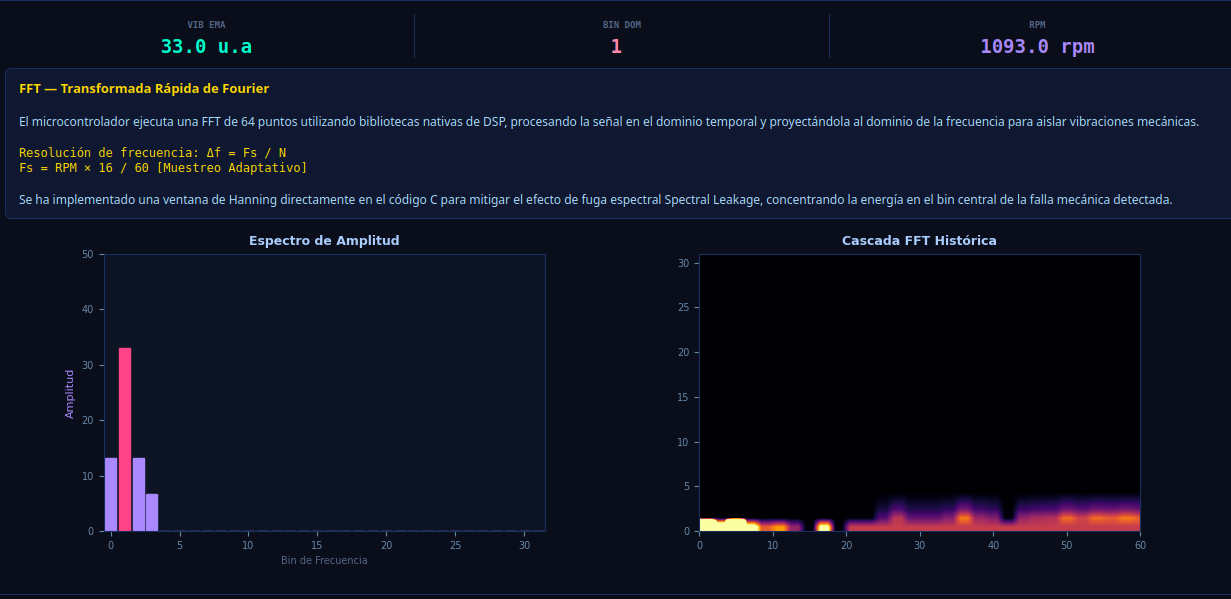 VIB EMA
BIN DOM
RPM
33.0 u.a
1
1093.0 rpm
FFT — Transformada Rápida de Fourier
El microcontrolador ejecuta una FFT de 64 puntos utilizando bibliotecas nativas de DSP, procesando la señal en el dominio temporal y proyectándola al dominio de la frecuencia para aislar vibraciones mecánicas.
Resolución de frecuencia: Δf = Fs / N
Fs = RPM × 16 / 60 [Muestreo Adaptativo]
Se ha implementado una ventana de Hanning directamente en el código C para mitigar el efecto de fuga espectral Spectral Leakage, concentrando la energía en el bin central de la falla mecánica detectada.
Espectro de Amplitud
50
40
30
20
10
0
Amplitud
0 5 10 15 20 25 30
Bin de Frecuencia
Cascada FFT Histórica
30
25
20
15
10
5
0
0 10 20 30 40 50 60